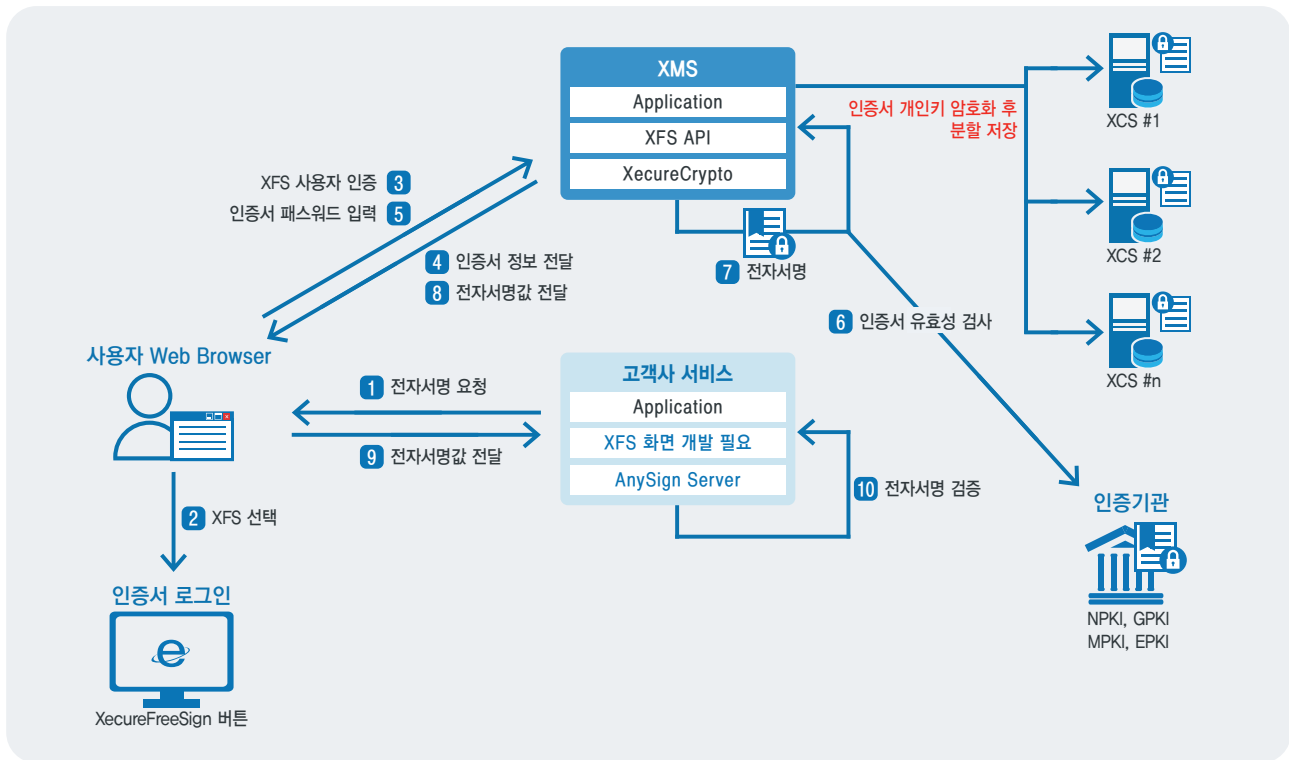 XMS
Application
XFS API
XecureCrypto
인증서 개인키 암호화 후
분할 저장
XCS #1
XCS #2
XCS #n
XFS 사용자 인증 3
인증서 패스워드 입력 5
4 인증서 정보 전달
8 전자서명값 전달
7 전자서명
6 인증서 유효성 검사
사용자 Web Browser
1 전자서명 요청
9 전자서명값 전달
고객사 서비스
Application
XFS 화면 개발 필요
AnySign Server
10 전자서명 검증
2 XFS 선택
인증서 로그인
e
XecureFreeSign 버튼
인증기관
NPKI, GPKI
MPKI, EPKI